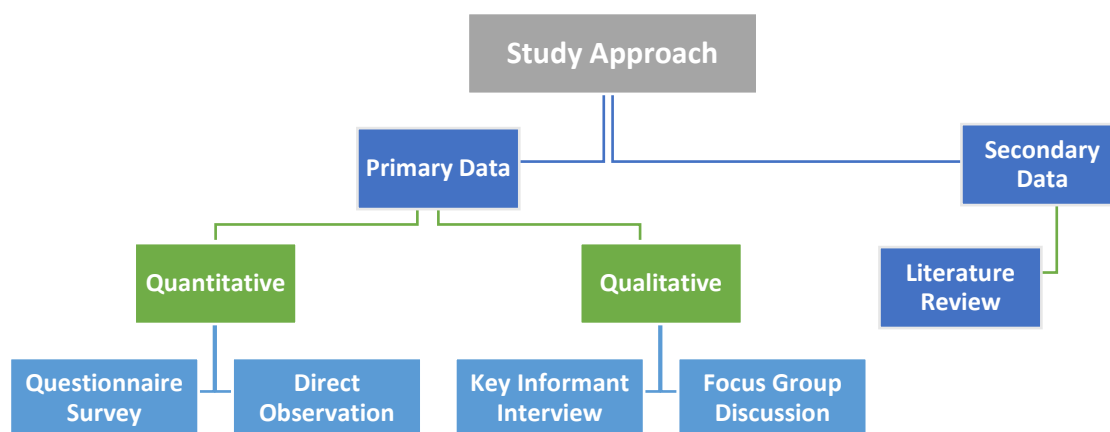 Study Approach
Primary Data
Secondary
Data
Quantitative
Qualitative
Literature
Review
Questionnaire
Survey
Direct
Observation
Key Informant
Interview
Focus Group
Discussion